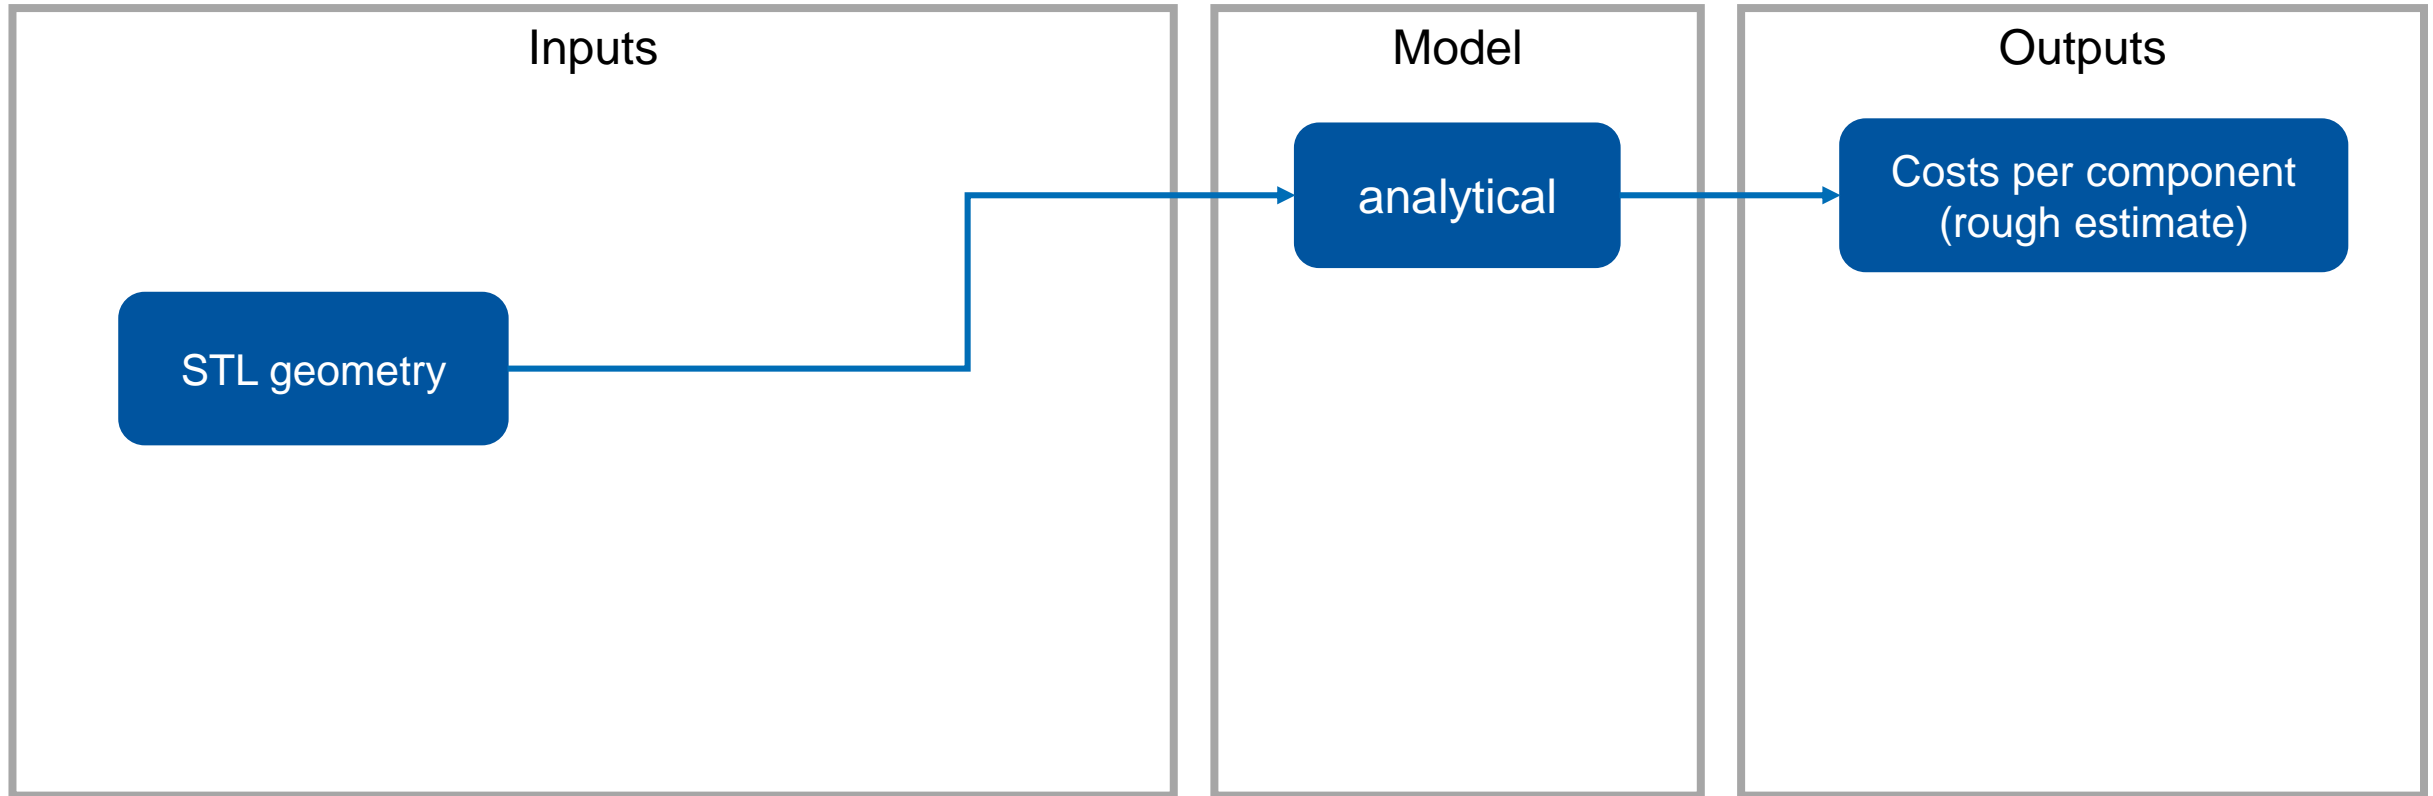 Inputs
Model
Outputs
STL geometry
analytical
Costs per component
(rough estimate)